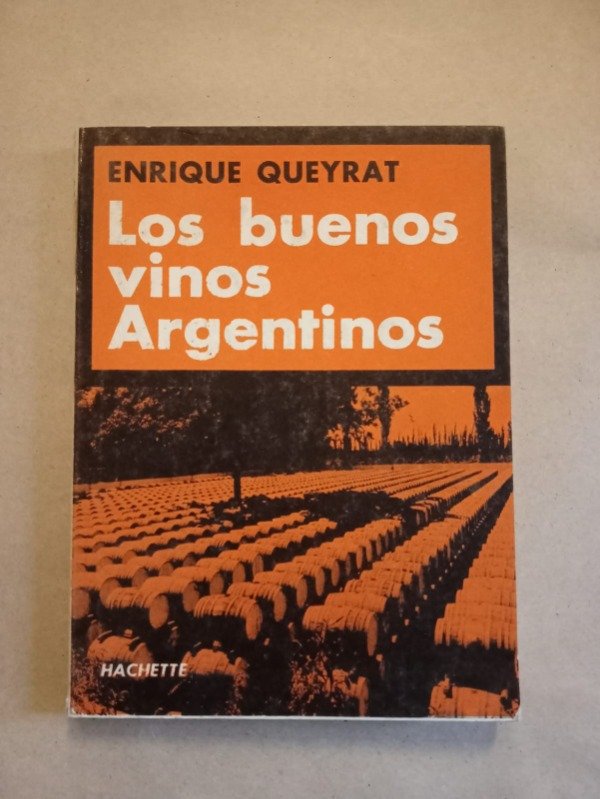 ENRIQUE QUEYRAT
Los buenos
vinos
Argentinos
HACHETTE